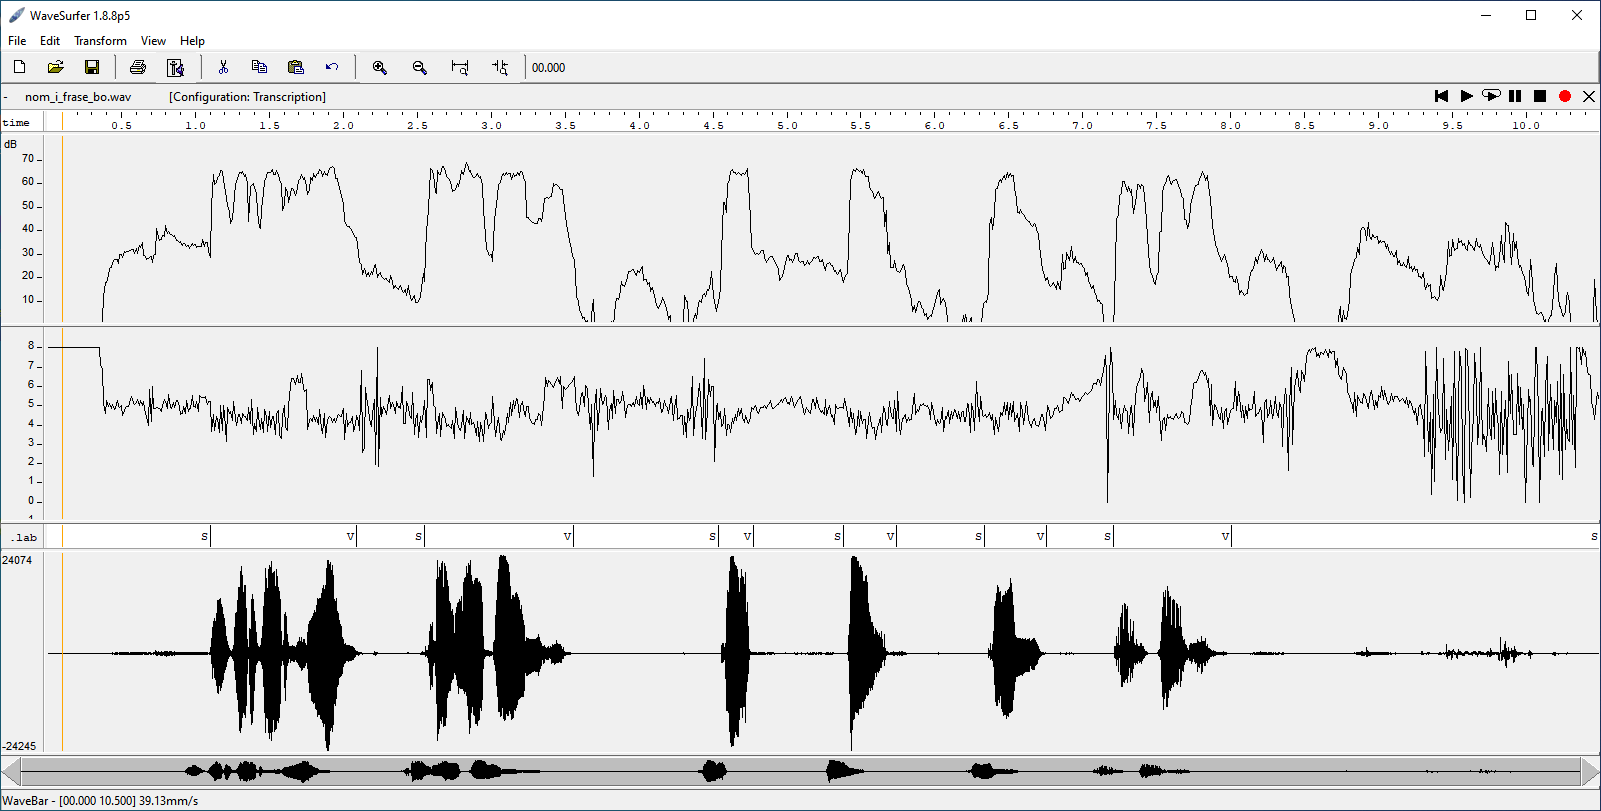 WaveSurfer 1.8.8p5
File Edit Transform View Help
00.000
- nom_i_frase_bo.wav [Configuration: Transcription]
time 0.5 1.0 1.5 2.0 2.5 3.0 3.5 4.0 4.5 5.0 5.5 6.0 6.5 7.0 7.5 8.0 8.5 9.0 9.5 10.0
dB
70
60
50
40
30
20
10
8
7
6
5
4
3
2
1
0
.lab S V S V S V S V S V S V S
24074
-24245
WaveBar - [00.000 10.500] 39.13mm/s